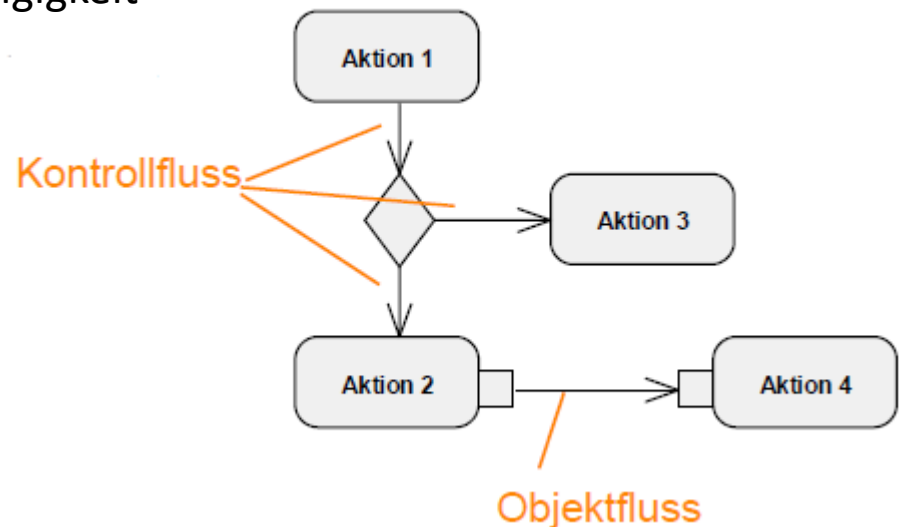 Aktion 1
Kontrollfluss
Aktion 3
Aktion 2
Aktion 4
Objektfluss